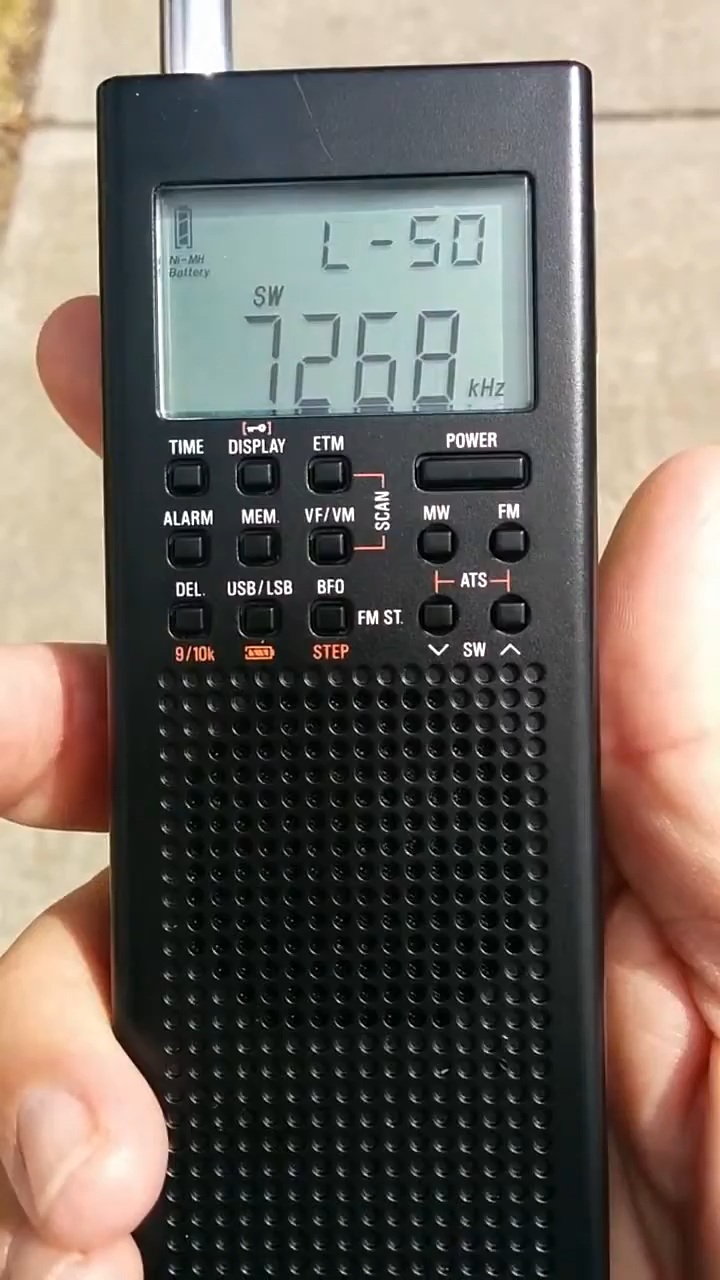 L-50
Ni-MH
Battery
SW
7268 kHz
TIME DISPLAY ETM POWER
ALARM MEM. VF/VM SCAN MW FM
ATS
DEL. USB/LSB BFO FM ST.
9/10k STEP SW